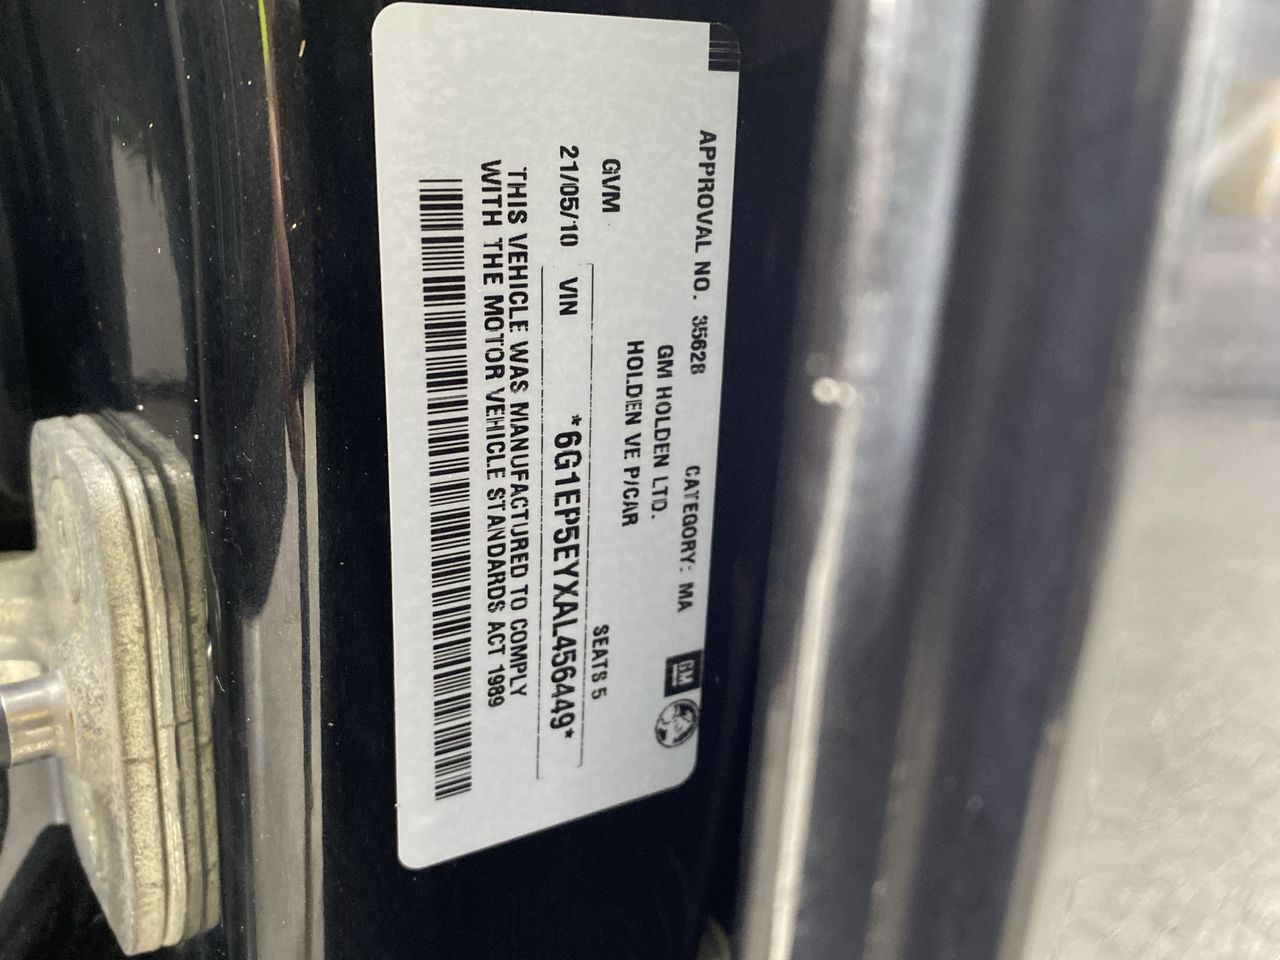 APPROVAL NO. 35628 CATEGORY: MA
GM
GM HOLDEN LTD.
HOLDEN VE P/CAR
GVM SEATS 5
21/05/10 VIN *6G1EP5EYXAL456449*
THIS VEHICLE WAS MANUFACTURED TO COMPLY
WITH THE MOTOR VEHICLE STANDARDS ACT 1989